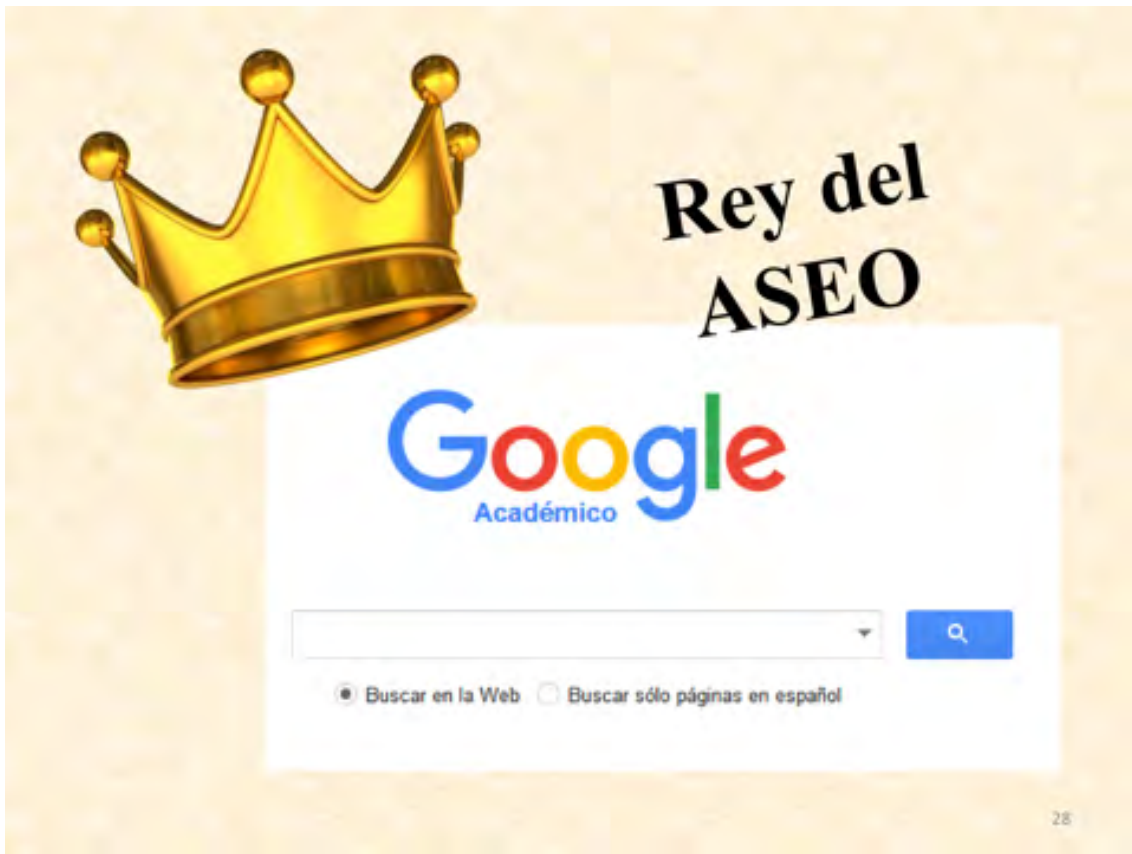 Rey del
ASEO
Google
Académico
Buscar en la Web Buscar sólo páginas en español
28